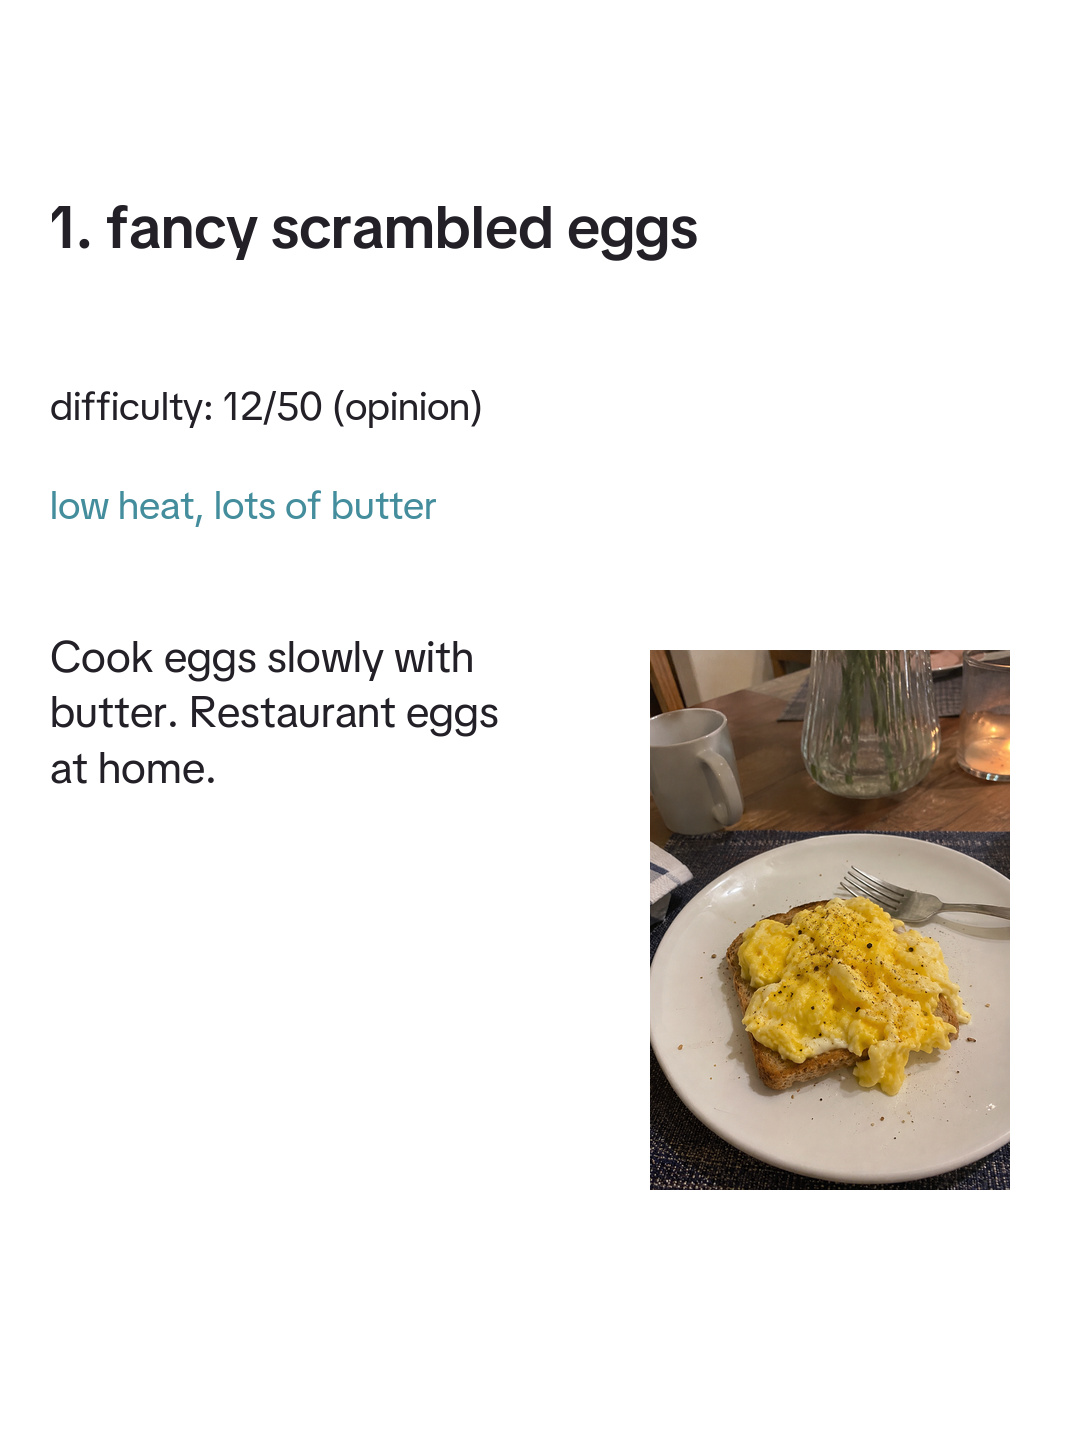 1. fancy scrambled eggs
difficulty: 12/50 (opinion)
low heat, lots of butter
Cook eggs slowly with
butter. Restaurant eggs
at home.